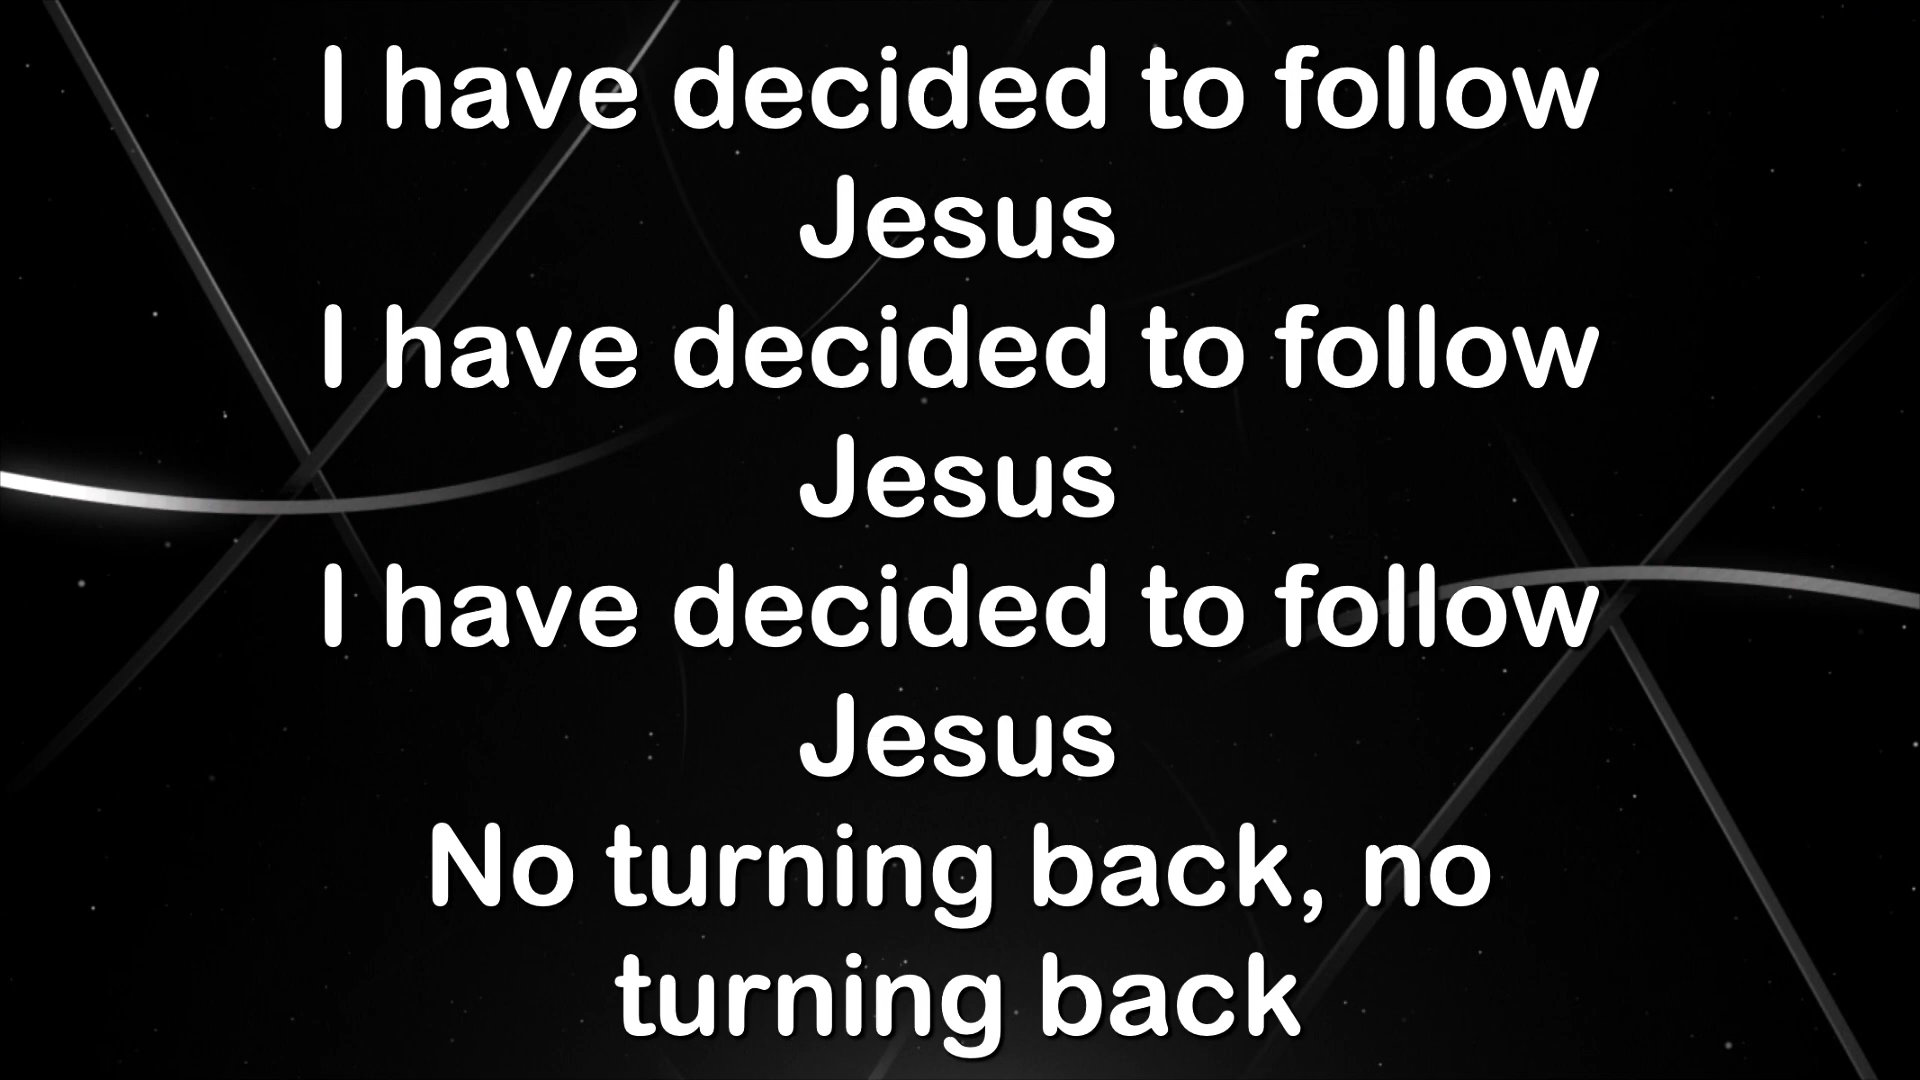 I have decided to follow
Jesus
I have decided to follow
Jesus
I have decided to follow
Jesus
No turning back, no
turning back